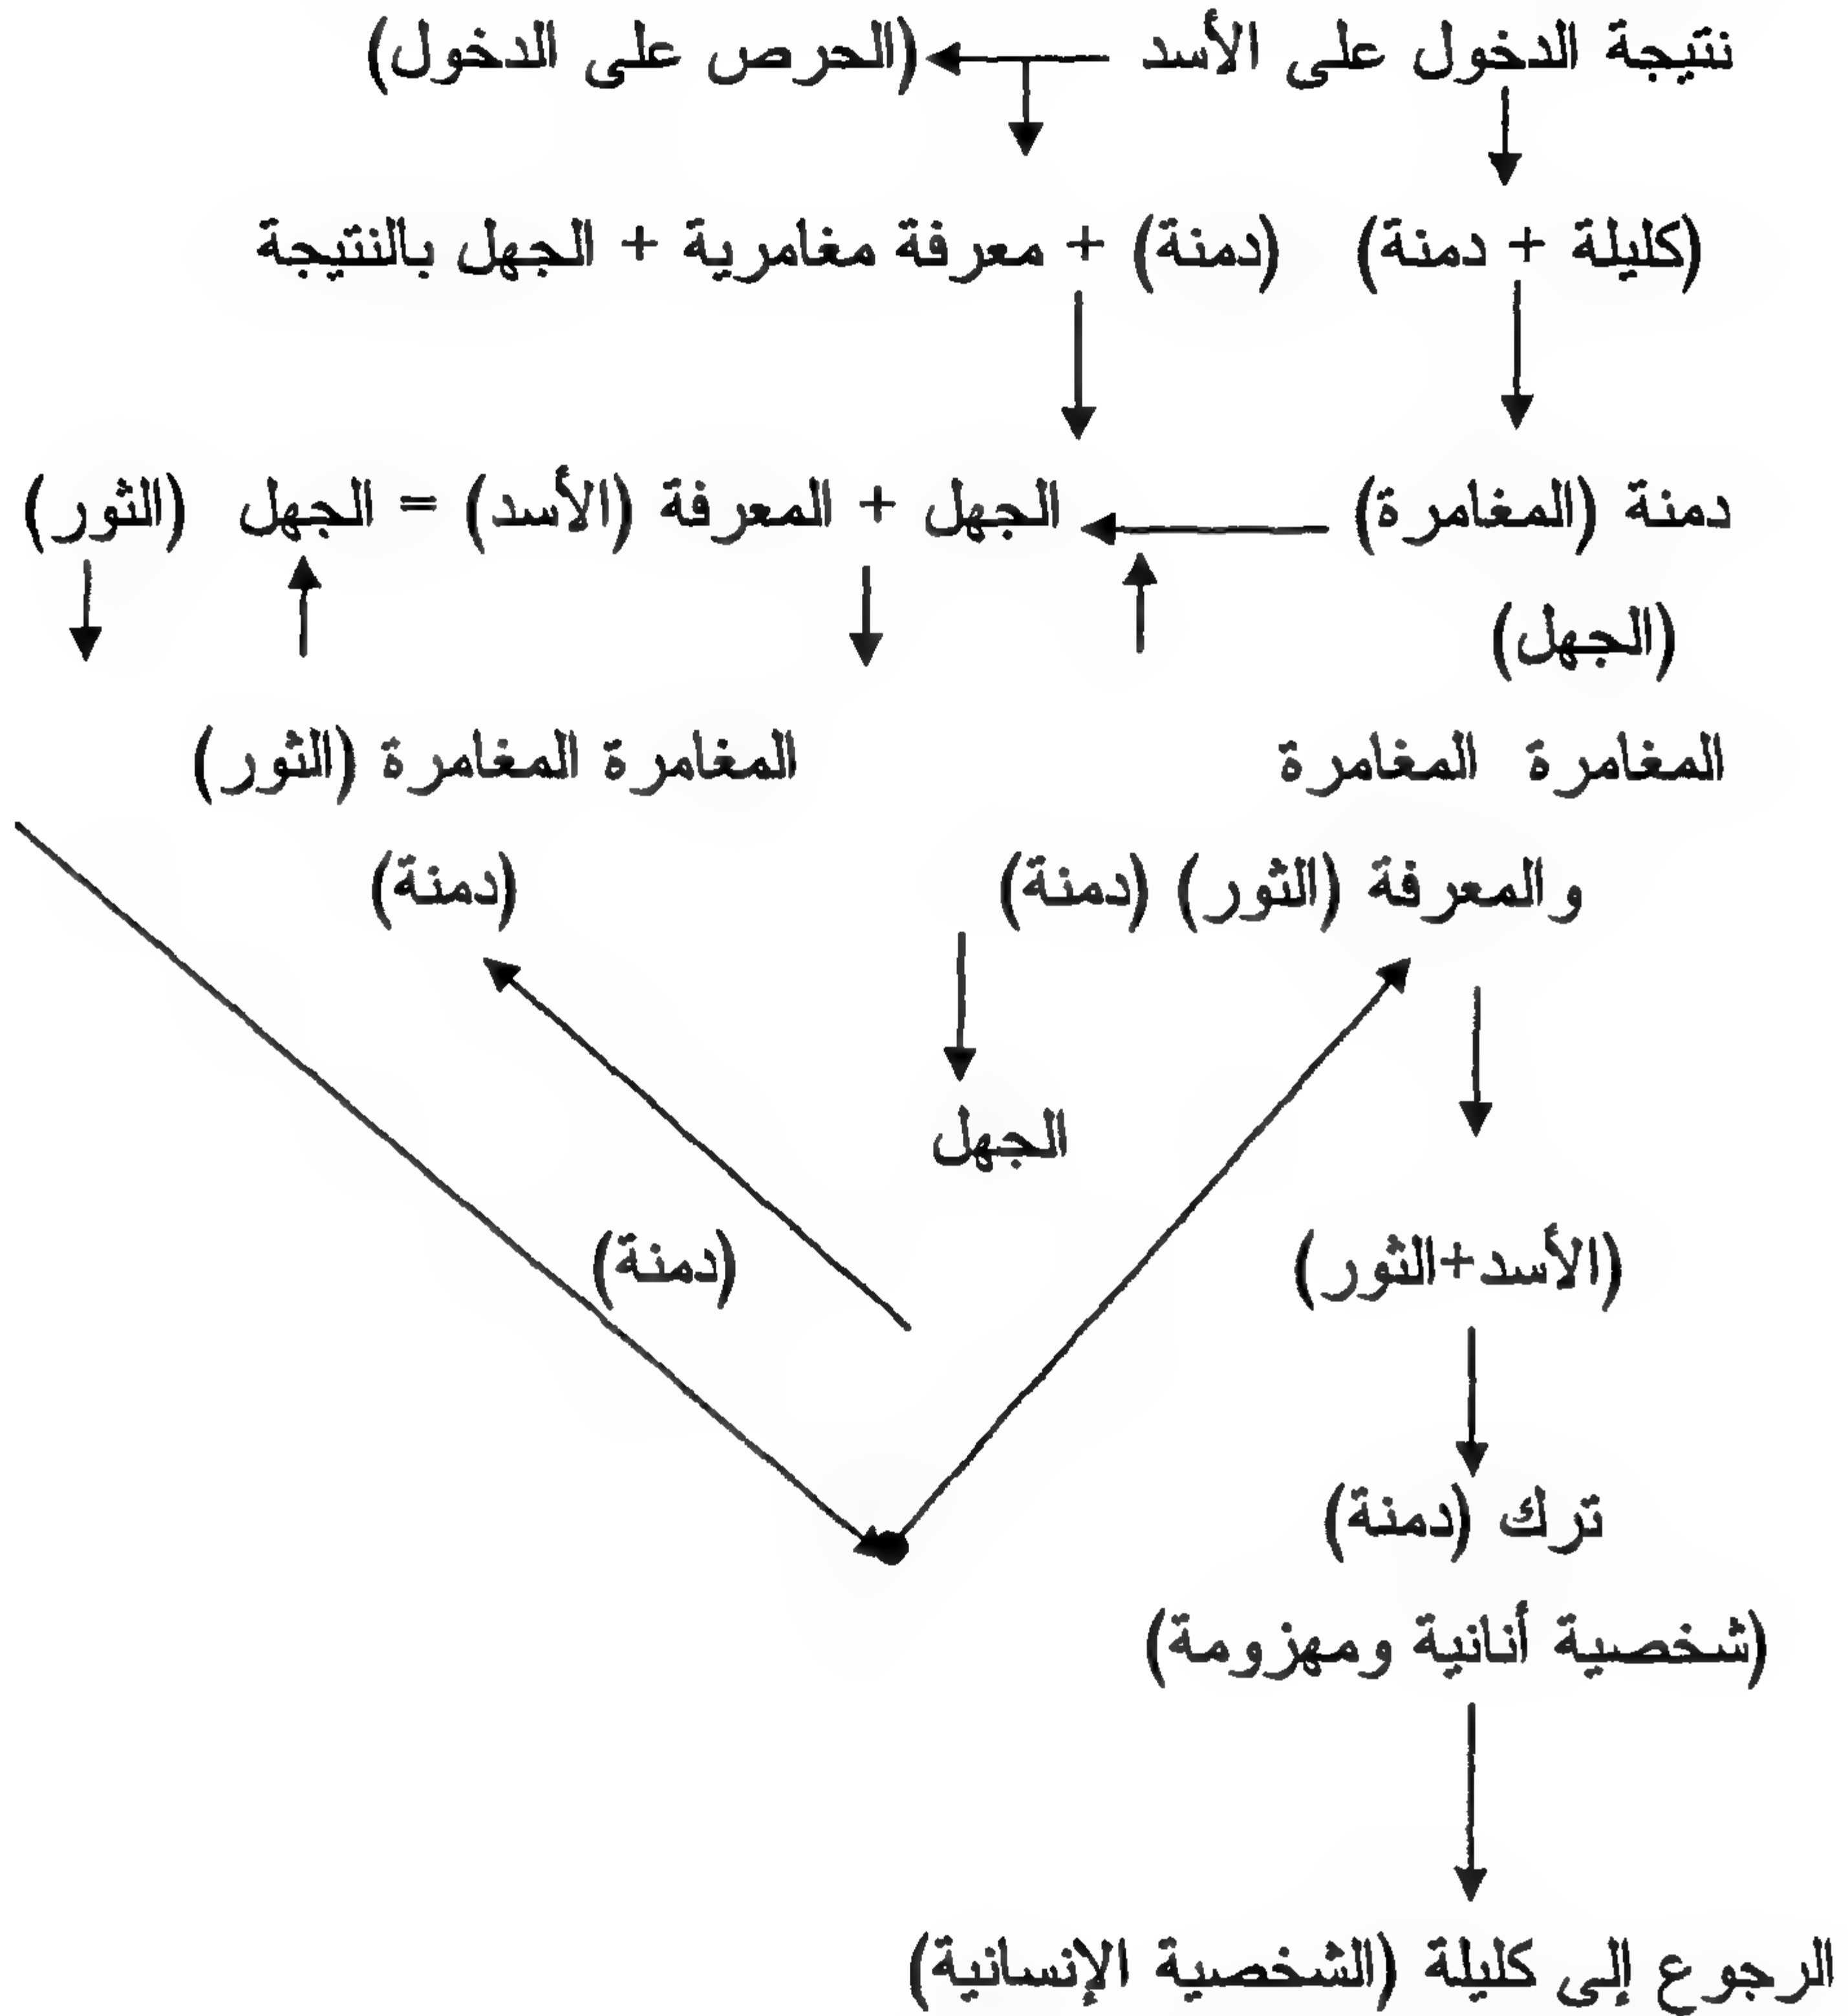 نتيجة الدخول على الأسد (الحرص على الدخول)
(كليلة + دمنة) (دمنة) + معرفة مغامرية + الجهل بالنتيجة
دمنة (المغامرة) الجهل + المعرفة (الأسد) = الجهل (الثور)
(الجهل)
المغامرة المغامرة المغامرة المغامرة (الثور)
والمعرفة (الثور) (دمنة) (دمنة)
الجهل
(الأسد+الثور) (دمنة)
ترك (دمنة)
(شخصية أنانية ومهزومة)
الرجوع إلى كليلة (الشخصية الإنسانية)